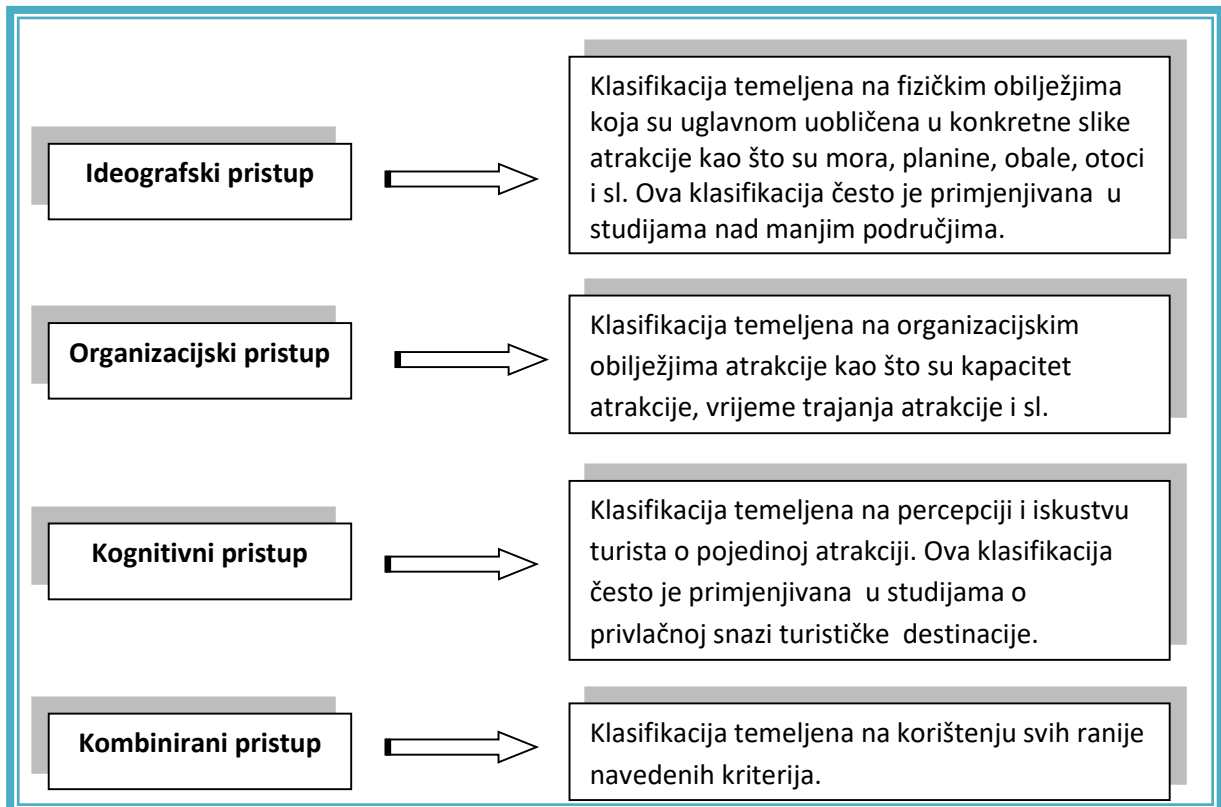 Ideografski pristup
Klasifikacija temeljena na fizičkim obilježjima
koja su uglavnom uobličena u konkretne slike
atrakcije kao što su mora, planine, obale, otoci
i sl. Ova klasifikacija često je primjenjivana  u
studijama nad manjim područjima.
Organizacijski pristup
Klasifikacija temeljena na organizacijskim
obilježjima atrakcije kao što su kapacitet
atrakcije, vrijeme trajanja atrakcije i sl.
Kognitivni pristup
Klasifikacija temeljena na percepciji i iskustvu
turista o pojedinoj atrakciji. Ova klasifikacija
često je primjenjivana  u studijama o
privlačnoj snazi turističke  destinacije.
Kombinirani pristup
Klasifikacija temeljena na korištenju svih ranije
navedenih kriterija.